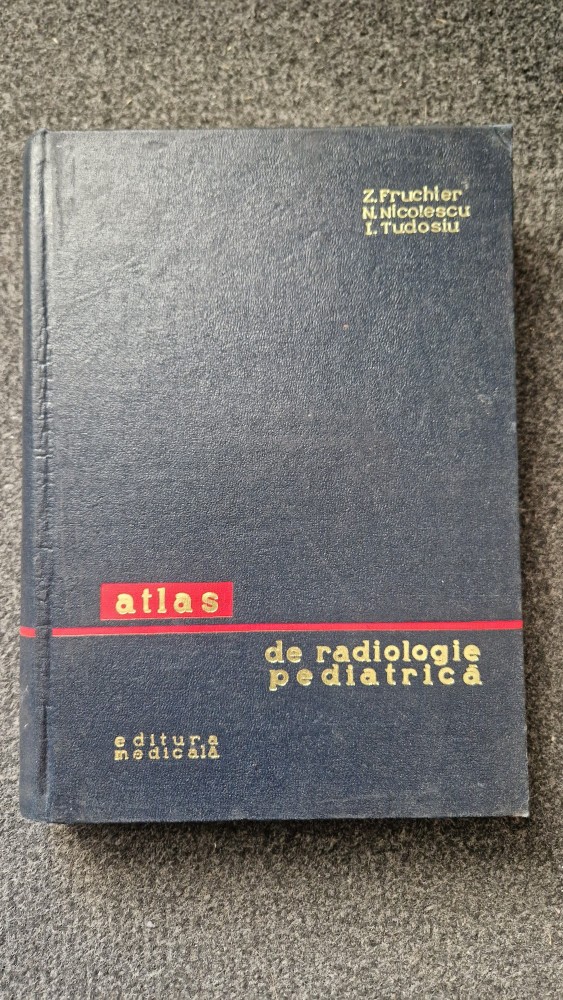 Z. Fruchter
N. Nicolescu
I. Tudosiu
atlas
de radiologie
pediatrică
editura
medicală